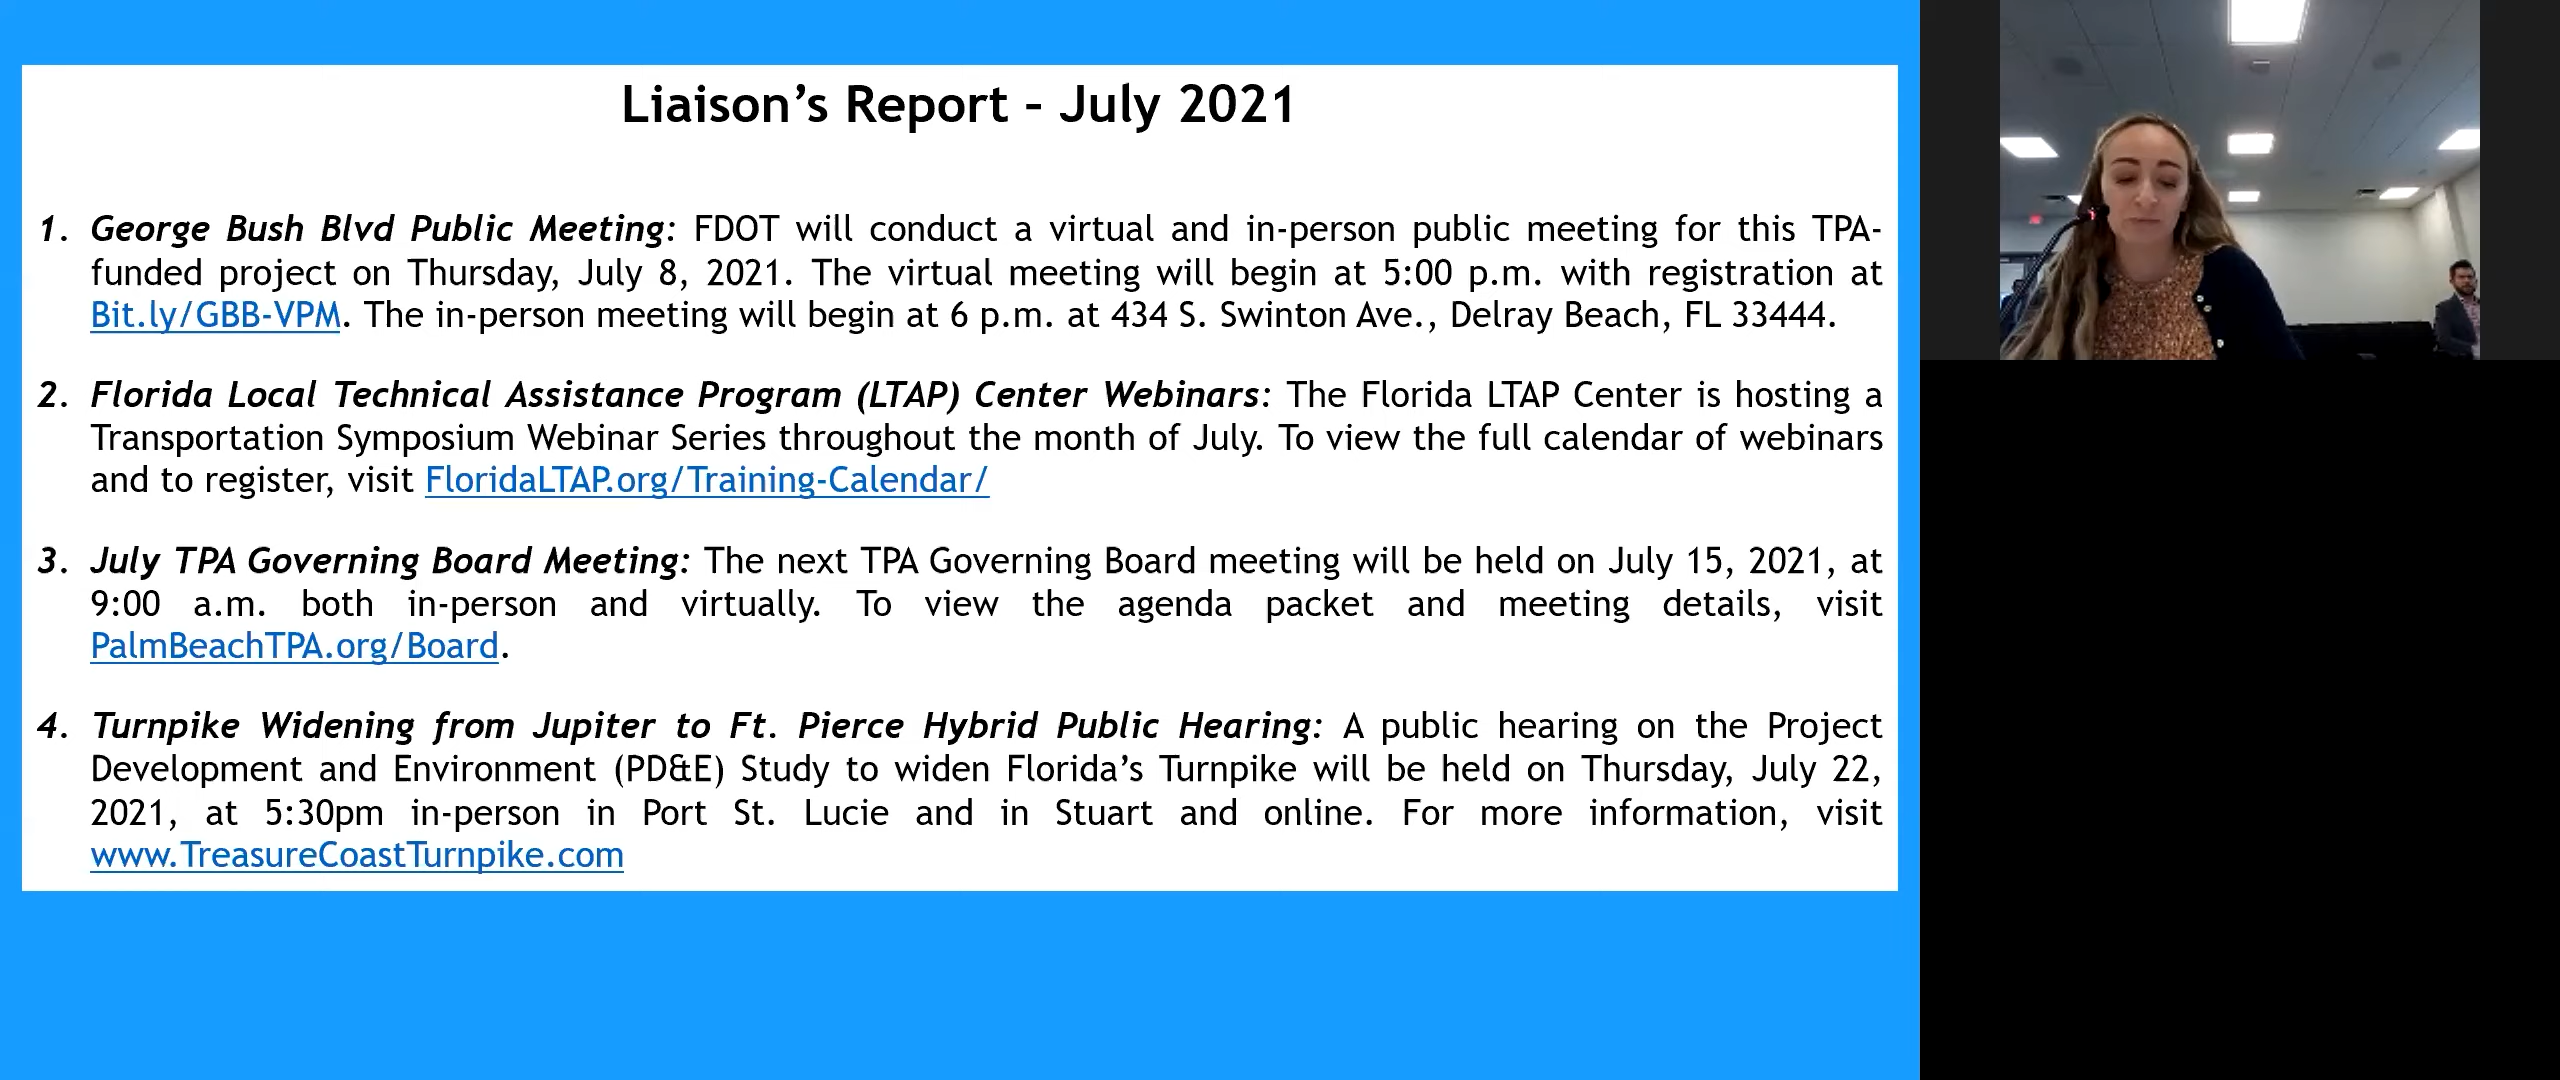 Liaison’s Report – July 2021
1. George Bush Blvd Public Meeting: FDOT will conduct a virtual and in-person public meeting for this TPA-
funded project on Thursday, July 8, 2021. The virtual meeting will begin at 5:00 p.m. with registration at
Bit.ly/GBB-VPM. The in-person meeting will begin at 6 p.m. at 434 S. Swinton Ave., Delray Beach, FL 33444.
2. Florida Local Technical Assistance Program (LTAP) Center Webinars: The Florida LTAP Center is hosting a
Transportation Symposium Webinar Series throughout the month of July. To view the full calendar of webinars
and to register, visit FloridaLTAP.org/Training-Calendar/
3. July TPA Governing Board Meeting: The next TPA Governing Board meeting will be held on July 15, 2021, at
9:00 a.m. both in-person and virtually. To view the agenda packet and meeting details, visit
PalmBeachTPA.org/Board.
4. Turnpike Widening from Jupiter to Ft. Pierce Hybrid Public Hearing: A public hearing on the Project
Development and Environment (PD&E) Study to widen Florida’s Turnpike will be held on Thursday, July 22,
2021, at 5:30pm in-person in Port St. Lucie and in Stuart and online. For more information, visit
www.TreasureCoastTurnpike.com